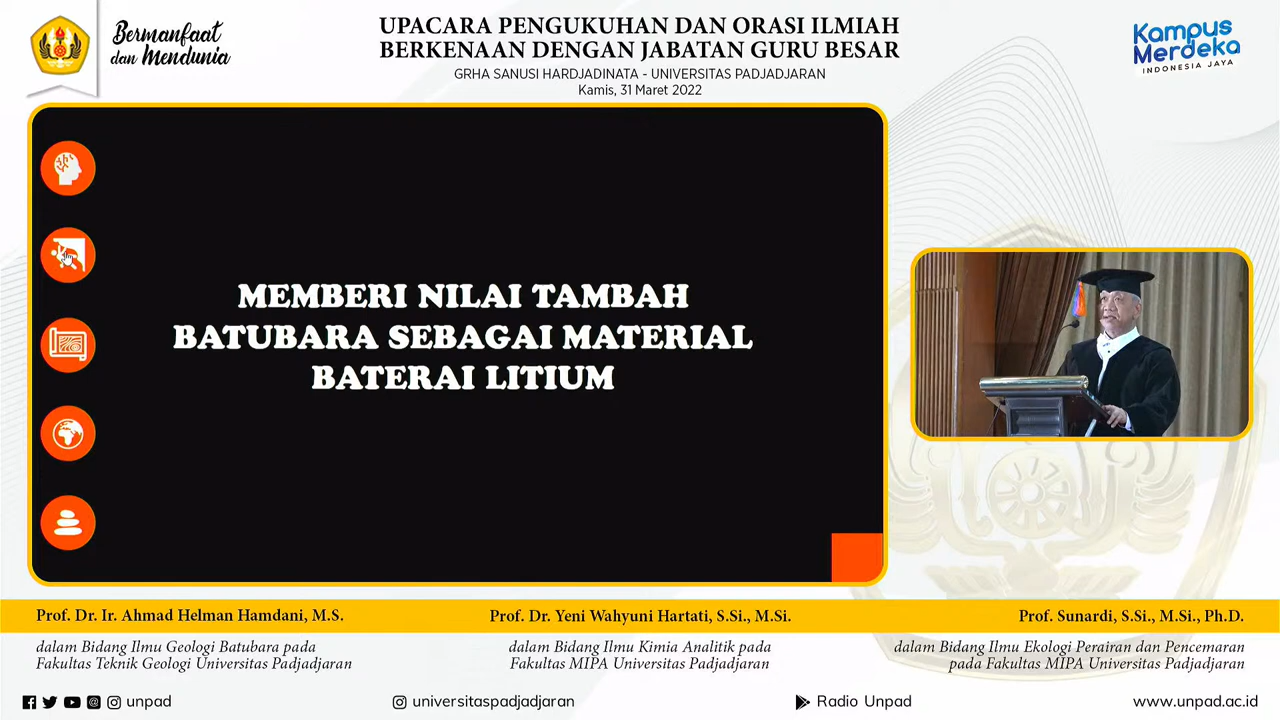 Bermanfaat
dan Mendunia
UPACARA PENGUKUHAN DAN ORASI ILMIAH
BERKENAAN DENGAN JABATAN GURU BESAR
GRHA SANUSI HARDJADINATA - UNIVERSITAS PADJADJARAN
Kamis, 31 Maret 2022
Kampus
Merdeka
INDONESIA JAYA
MEMBERI NILAI TAMBAH
BATUBARA SEBAGAI MATERIAL
BATERAI LITIUM
Prof. Dr. Ir. Ahmad Helman Hamdani, M.S.
dalam Bidang Ilmu Geologi Batubara pada
Fakultas Teknik Geologi Universitas Padjadjaran
Prof. Dr. Yeni Wahyuni Hartati, S.Si., M.Si.
dalam Bidang Ilmu Kimia Analitik pada
Fakultas MIPA Universitas Padjadjaran
Prof. Sunardi, S.Si., M.Si., Ph.D.
dalam Bidang Ilmu Ekologi Perairan dan Pencemaran
pada Fakultas MIPA Universitas Padjadjaran
unpad
universitaspadjadjaran
Radio Unpad
www.unpad.ac.id